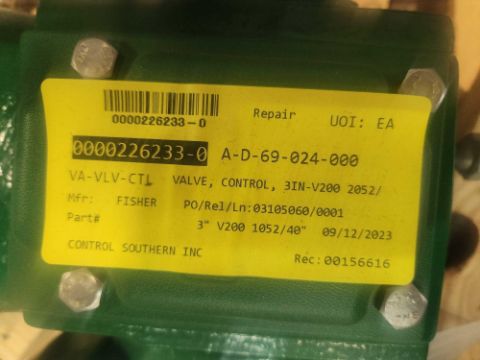 0000226233-0
Repair
UOI: EA
0000226233-0 A-D-69-024-000
VA-VLV-CTL VALVE, CONTROL, 3IN-V200 2052/
Mfr: FISHER PO/Rel/Ln:03105060/0001
Part# 3" V200 1052/40" 09/12/2023
CONTROL SOUTHERN INC
Rec: 00156616